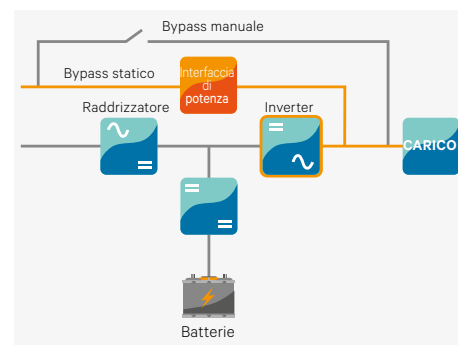 Bypass manuale
Bypass statico
Interfaccia
di
potenza
Raddrizzatore
Inverter
CARICO
Batterie